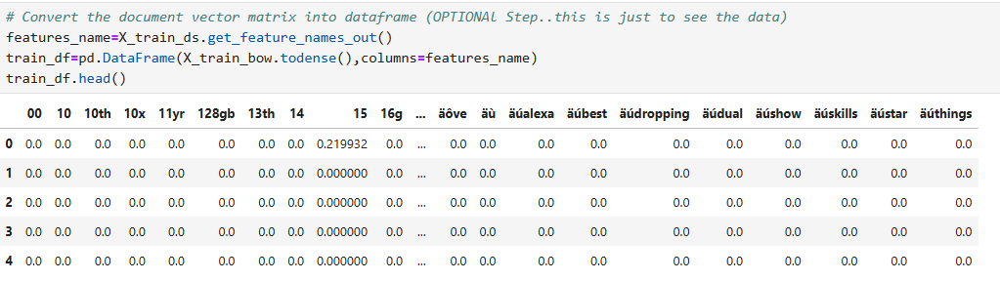 # Convert the document vector matrix into dataframe (OPTIONAL Step..this is just to see the data)
features_name=X_train_ds.get_feature_names_out()
train_df=pd.DataFrame(X_train_bow.todense(),columns=features_name)
train_df.head()
00 10 10th 10x 11yr 128gb 13th 14 15 16g ... äôve äù äúalexa äúbest äúdropping äúdual äúshow äúskills äústar äúthings
0 0.0 0.0 0.0 0.0 0.0 0.0 0.0 0.0 0.219932 0.0 ... 0.0 0.0 0.0 0.0 0.0 0.0 0.0 0.0 0.0 0.0
1 0.0 0.0 0.0 0.0 0.0 0.0 0.0 0.0 0.000000 0.0 ... 0.0 0.0 0.0 0.0 0.0 0.0 0.0 0.0 0.0 0.0
2 0.0 0.0 0.0 0.0 0.0 0.0 0.0 0.0 0.000000 0.0 ... 0.0 0.0 0.0 0.0 0.0 0.0 0.0 0.0 0.0 0.0
3 0.0 0.0 0.0 0.0 0.0 0.0 0.0 0.0 0.000000 0.0 ... 0.0 0.0 0.0 0.0 0.0 0.0 0.0 0.0 0.0 0.0
4 0.0 0.0 0.0 0.0 0.0 0.0 0.0 0.0 0.000000 0.0 ... 0.0 0.0 0.0 0.0 0.0 0.0 0.0 0.0 0.0 0.0